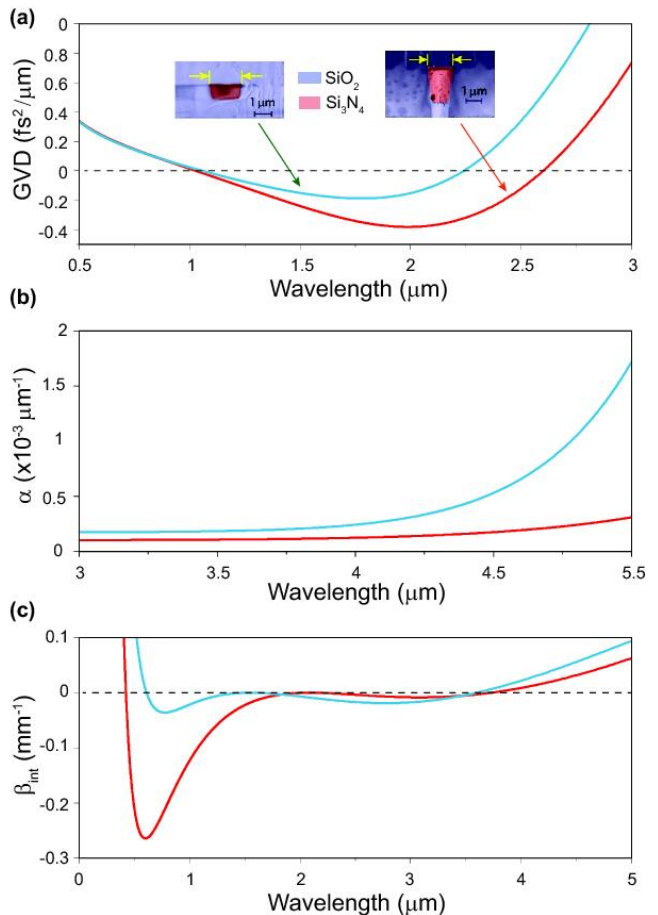 (a)
GVD (fs²/μm)
0
0.8
0.6
0.4
0.2
0
-0.2
-0.4
1 μm
SiO₂
Si₃N₄
1 μm
0.5
1
1.5
2
2.5
3
Wavelength (μm)
(b)
α (x10⁻³ μm⁻¹)
2
1.5
1
0.5
0
3
3.5
4
4.5
5.5
Wavelength (μm)
(c)
βint (mm⁻¹)
0.1
0
-0.1
-0.2
-0.3
0
1
2
3
4
5
Wavelength (μm)